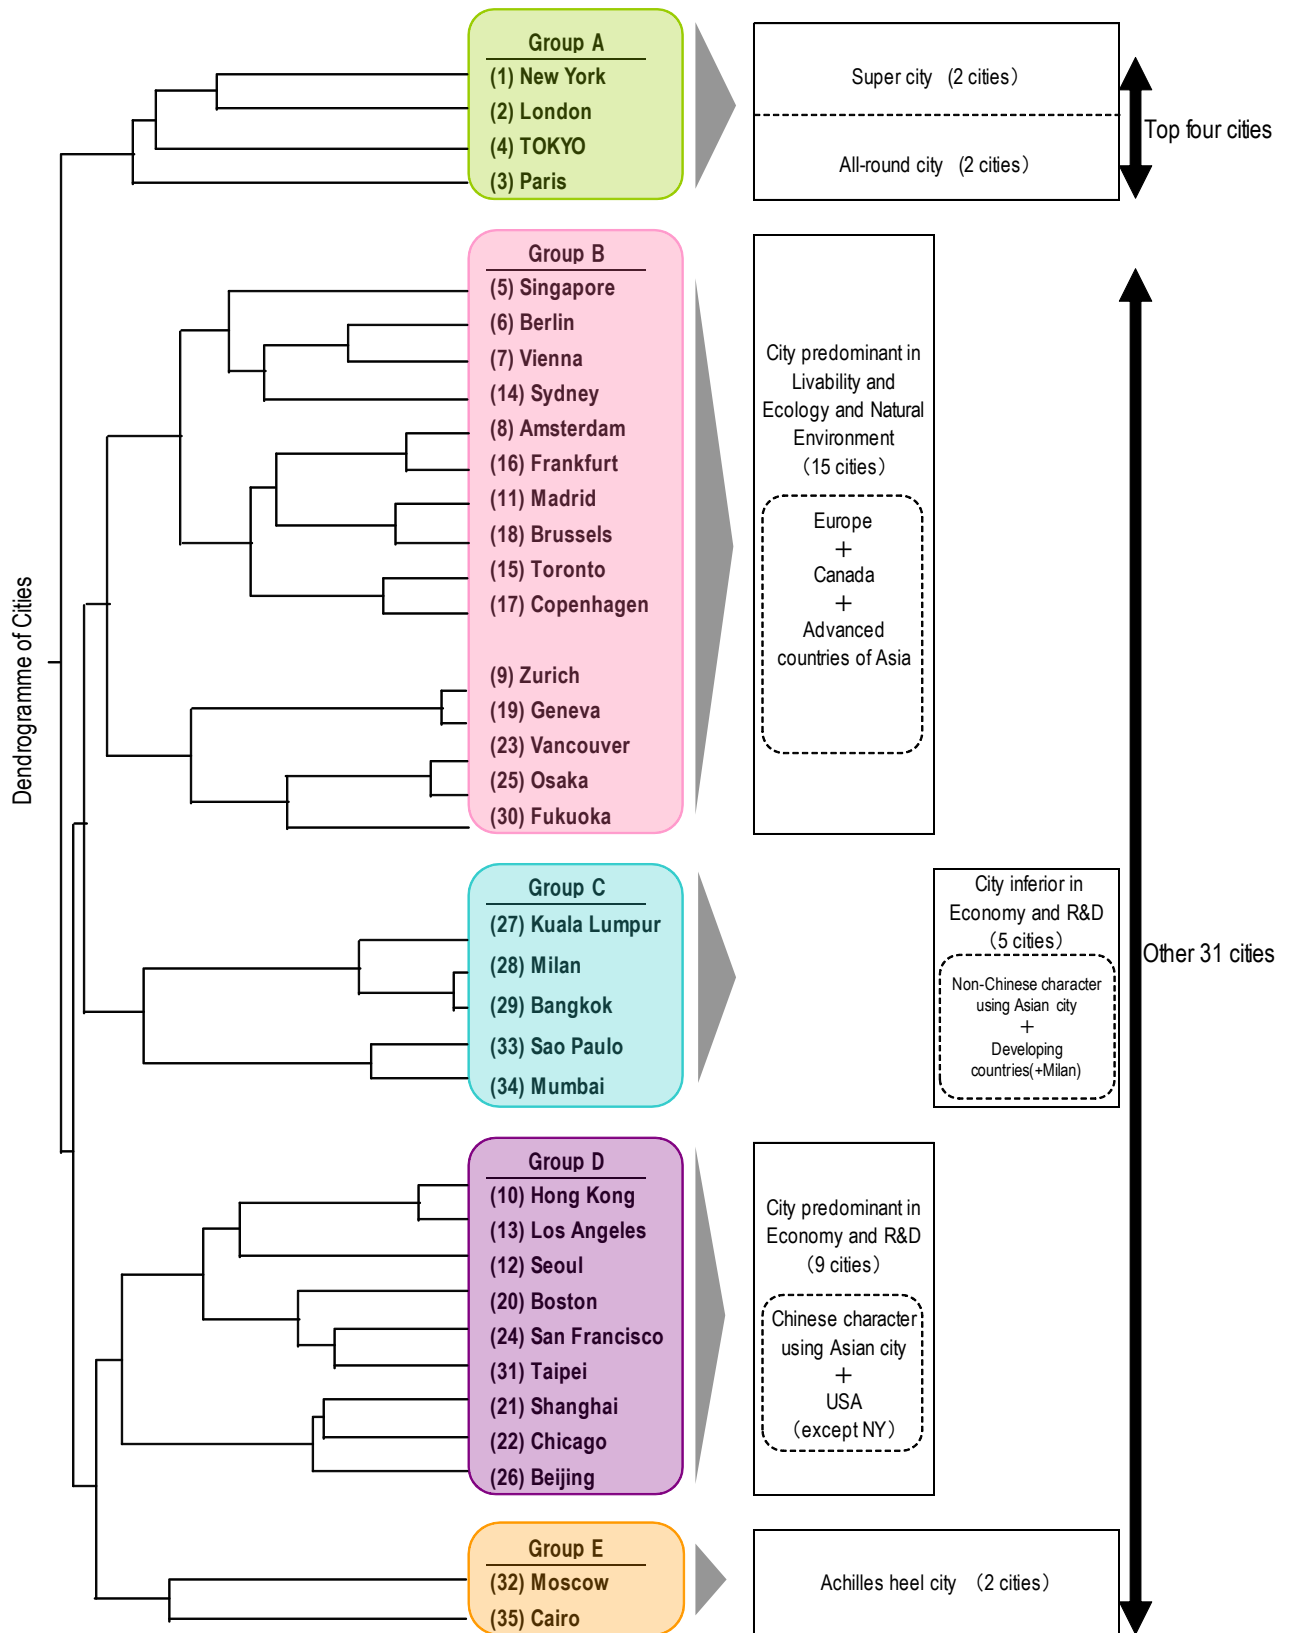 Dendrogramme of Cities
Group A
(1) New York
(2) London
(4) TOKYO
(3) Paris
Super city (2 cities)
All-round city (2 cities)
Top four cities
Group B
(5) Singapore
(6) Berlin
(7) Vienna
(14) Sydney
(8) Amsterdam
(16) Frankfurt
(11) Madrid
(18) Brussels
(15) Toronto
(17) Copenhagen
(9) Zurich
(19) Geneva
(23) Vancouver
(25) Osaka
(30) Fukuoka
City predominant in
Livability and
Ecology and Natural
Environment
(15 cities)
Europe
+
Canada
+
Advanced
countries of Asia
Group C
(27) Kuala Lumpur
(28) Milan
(29) Bangkok
(33) Sao Paulo
(34) Mumbai
City inferior in
Economy and R&D
(5 cities)
Non-Chinese character
using Asian city
+
Developing
countries(+Milan)
Other 31 cities
Group D
(10) Hong Kong
(13) Los Angeles
(12) Seoul
(20) Boston
(24) San Francisco
(31) Taipei
(21) Shanghai
(22) Chicago
(26) Beijing
City predominant in
Economy and R&D
(9 cities)
Chinese character
using Asian city
+
USA
(except NY)
Group E
(32) Moscow
(35) Cairo
Achilles heel city (2 cities)